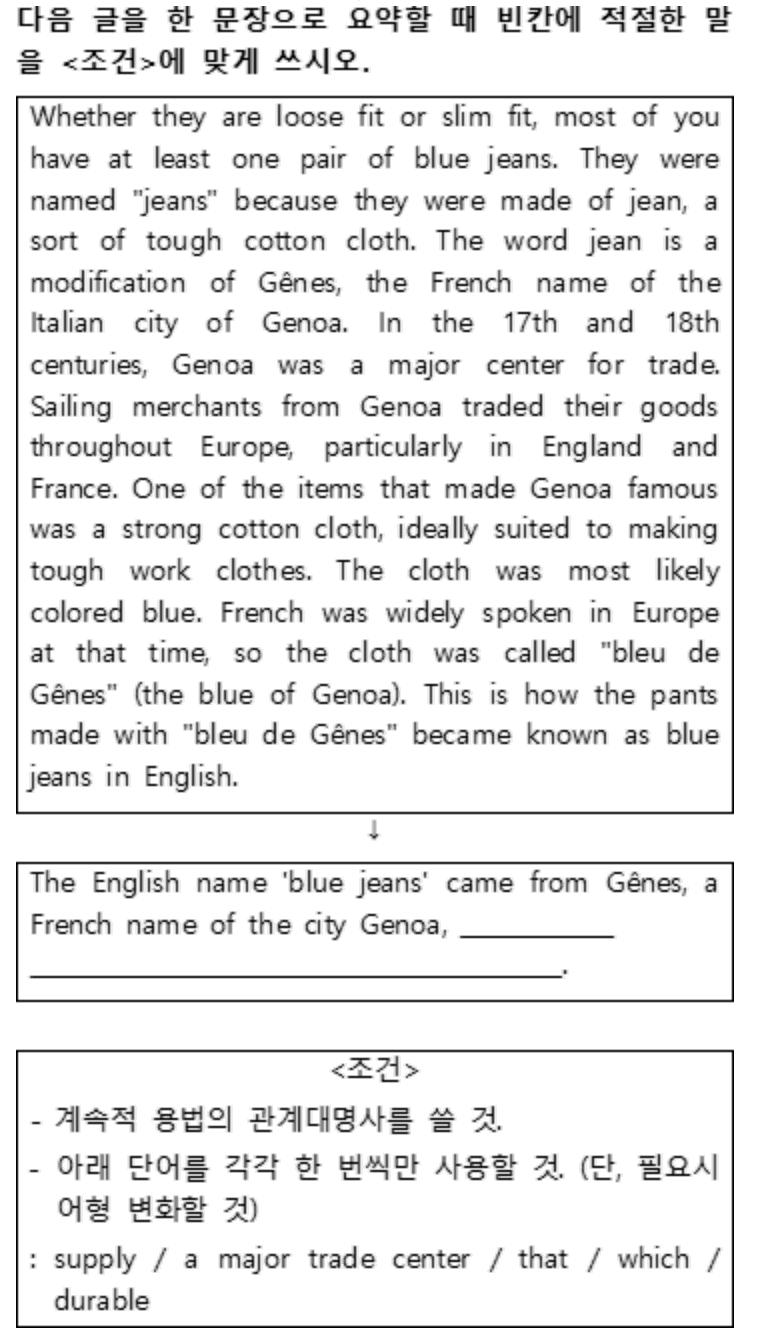 다음 글을 한 문장으로 요약할 때 빈칸에 적절한 말
을 <조건>에 맞게 쓰시오.
Whether they are loose fit or slim fit, most of you
have at least one pair of blue jeans. They were
named "jeans" because they were made of jean, a
sort of tough cotton cloth. The word jean is a
modification of Gênes, the French name of the
Italian city of Genoa. In the 17th and 18th
centuries, Genoa was a major center for trade.
Sailing merchants from Genoa traded their goods
throughout Europe, particularly in England and
France. One of the items that made Genoa famous
was a strong cotton cloth, ideally suited to making
tough work clothes. The cloth was most likely
colored blue. French was widely spoken in Europe
at that time, so the cloth was called "bleu de
Gênes" (the blue of Genoa). This is how the pants
made with "bleu de Gênes" became known as blue
jeans in English.
↓
The English name 'blue jeans' came from Gênes, a
French name of the city Genoa, __________
________________________________.
<조건>
- 계속적 용법의 관계대명사를 쓸 것.
- 아래 단어를 각각 한 번씩만 사용할 것. (단, 필요시
어형 변화할 것)
: supply / a major trade center / that / which /
durable